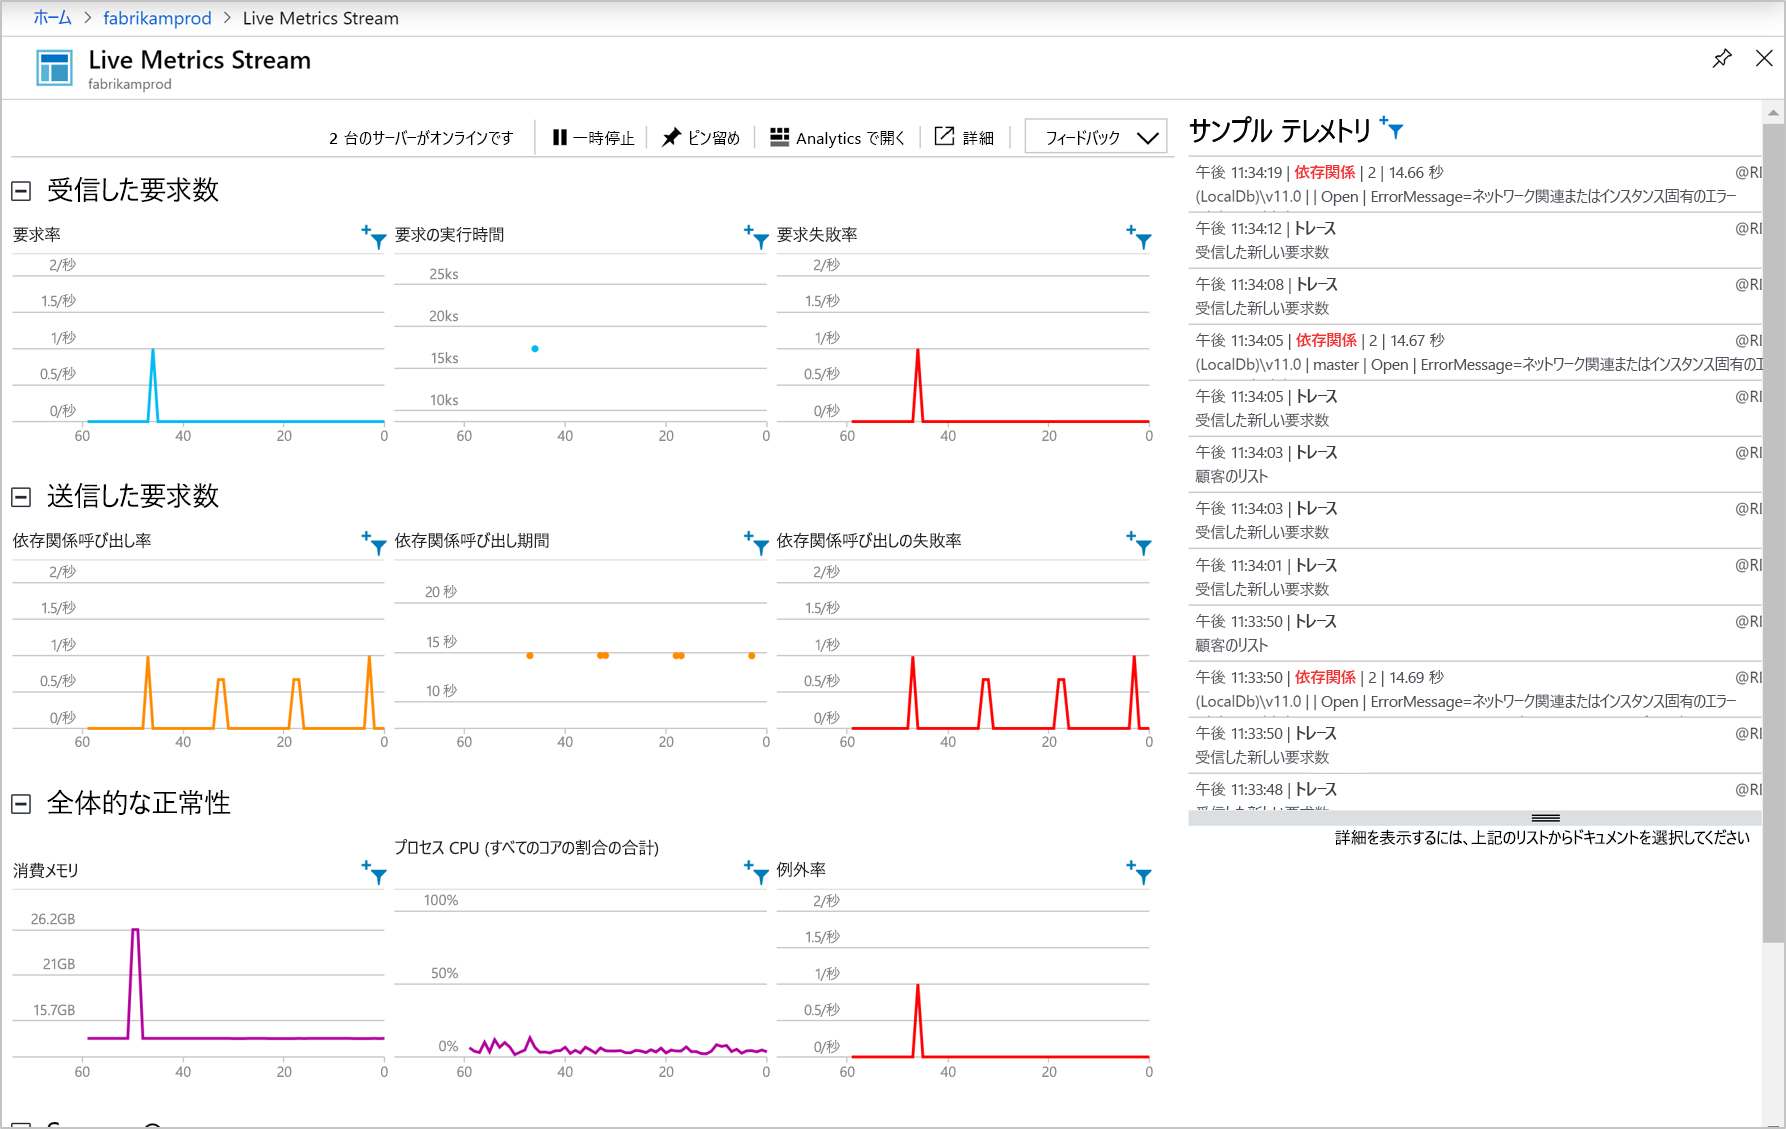 ホーム > fabrikamprod > Live Metrics Stream
Live Metrics Stream
fabrikamprod
2 台のサーバーがオンラインです
一時停止
ピン留め
Analytics で開く
詳細
フィードバック
受信した要求数
要求率
2/秒
1.5/秒
1/秒
0.5/秒
0/秒
60 40 20 0
要求の実行時間
25ks
20ks
15ks
10ks
60 40 20 0
要求失敗率
2/秒
1.5/秒
1/秒
0.5/秒
0/秒
60 40 20 0
送信した要求数
依存関係呼び出し率
2/秒
1.5/秒
1/秒
0.5/秒
0/秒
60 40 20 0
依存関係呼び出し期間
20 秒
15 秒
10 秒
60 40 20 0
依存関係呼び出しの失敗率
2/秒
1.5/秒
1/秒
0.5/秒
0/秒
60 40 20 0
全体的な正常性
消費メモリ
26.2GB
21GB
15.7GB
60 40 20 0
プロセス CPU (すべてのコアの割合の合計)
100%
50%
0%
60 40 20 0
例外率
2/秒
1.5/秒
1/秒
0.5/秒
0/秒
60 40 20 0
サンプル テレメトリ
午後 11:34:19 | 依存関係 | 2 | 14.66 秒 @RI
(LocalDb)\v11.0 | | Open | ErrorMessage=ネットワーク関連またはインスタンス固有のエラー
午後 11:34:12 | トレース @RI
受信した新しい要求数
午後 11:34:08 | トレース @RI
受信した新しい要求数
午後 11:34:05 | 依存関係 | 2 | 14.67 秒 @RI
(LocalDb)\v11.0 | master | Open | ErrorMessage=ネットワーク関連またはインスタンス固有のエ
午後 11:34:05 | トレース @RI
受信した新しい要求数
午後 11:34:03 | トレース @RI
顧客のリスト
午後 11:34:03 | トレース @RI
受信した新しい要求数
午後 11:34:01 | トレース @RI
受信した新しい要求数
午後 11:33:50 | トレース @RI
顧客のリスト
午後 11:33:50 | 依存関係 | 2 | 14.69 秒 @RI
(LocalDb)\v11.0 | | Open | ErrorMessage=ネットワーク関連またはインスタンス固有のエラー
午後 11:33:50 | トレース @RI
受信した新しい要求数
午後 11:33:48 | トレース @RI
受信した新しい要求数
詳細を表示するには、上記のリストからドキュメントを選択してください